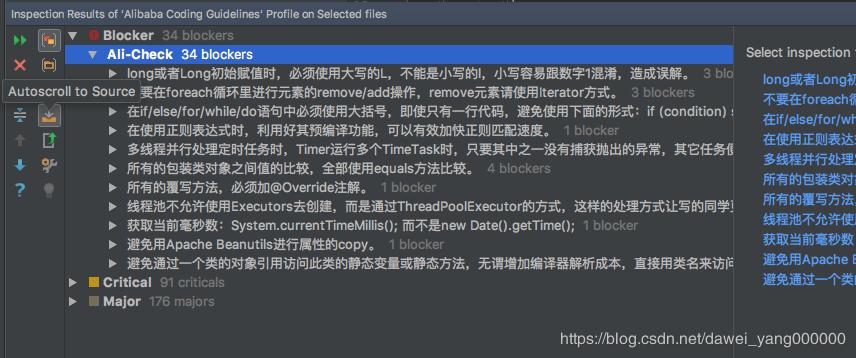 Inspection Results of 'Alibaba Coding Guidelines' Profile on Selected files
Blocker 34 blockers
Ali-Check 34 blockers
long或者Long初始赋值时，必须使用大写的L，不能是小写的l，小写容易跟数字1混淆，造成误解。 3 blo
Autoscroll to Source
要在foreach循环里进行元素的remove/add操作，remove元素请使用Iterator方式。 3 blockers
在if/else/for/while/do语句中必须使用大括号，即使只有一行代码，避免使用下面的形式：if (condition) s
在使用正则表达式时，利用好其预编译功能，可以有效加快正则匹配速度。 1 blocker
多线程并行处理定时任务时，Timer运行多个TimeTask时，只要其中之一没有捕获抛出的异常，其它任务便
所有的包装类对象之间值的比较，全部使用equals方法比较。 4 blockers
所有的覆写方法，必须加@Override注解。 1 blocker
线程池不允许使用Executors去创建，而是通过ThreadPoolExecutor的方式，这样的处理方式让写的同学更
获取当前毫秒数：System.currentTimeMillis(); 而不是new Date().getTime(); 1 blocker
避免用Apache Beanutils进行属性的copy。 1 blocker
避免通过一个类的对象引用访问此类的静态变量或静态方法，无谓增加编译器解析成本，直接用类名来访问
Critical 91 criticals
Major 176 majors
Select inspection
long或者Long初
不要在foreach循
在if/else/for/wh
在使用正则表达
多线程并行处理
所有的包装类对
所有的覆写方法，
线程池不允许使
获取当前毫秒数
避免用Apache B
避免通过一个类
https://blog.csdn.net/dawei_yang000000